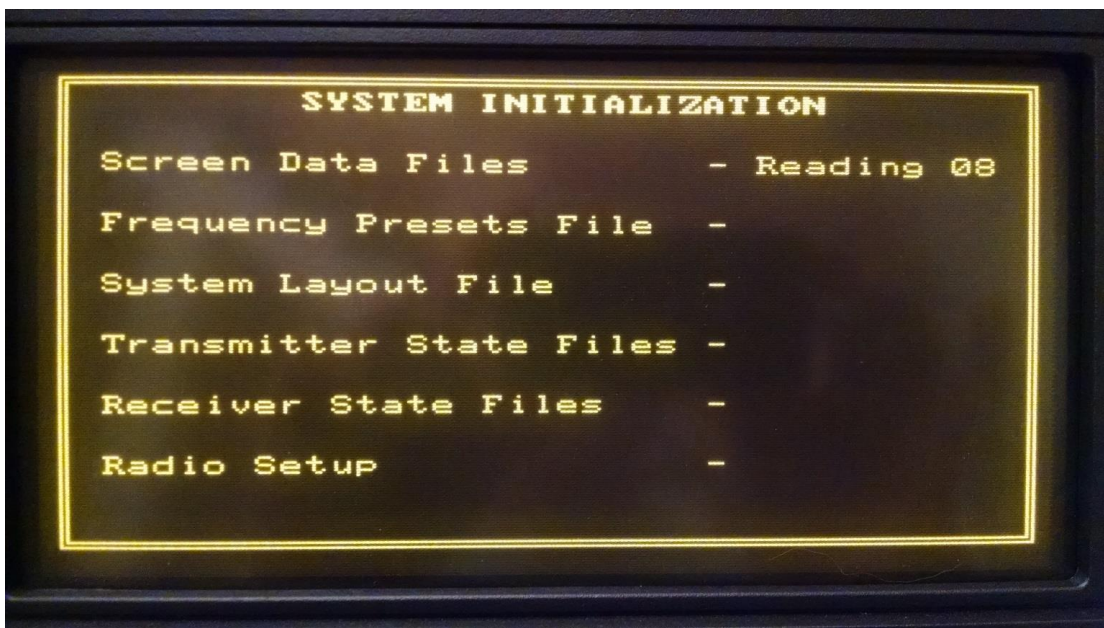 SYSTEM INITIALIZATION
Screen Data Files - Reading 08
Frequency Presets File -
System Layout File -
Transmitter State Files -
Receiver State Files -
Radio Setup -